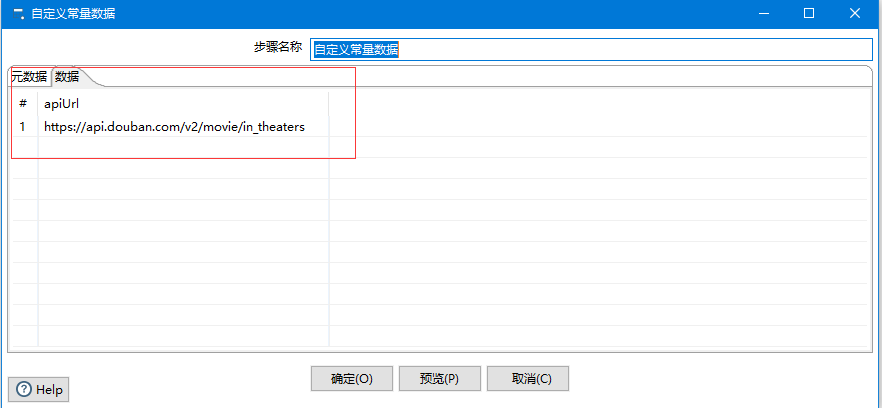 自定义常量数据
步骤名称 自定义常量数据
元数据 数据
# apiUrl
1 https://api.douban.com/v2/movie/in_theaters
确定(O) 预览(P) 取消(C)
Help